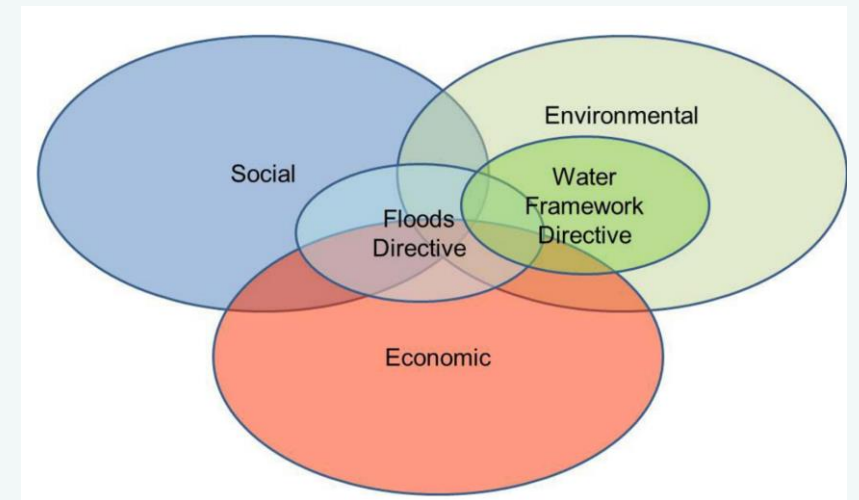 Environmental
Social
Water
Framework
Directive
Floods
Directive
Economic